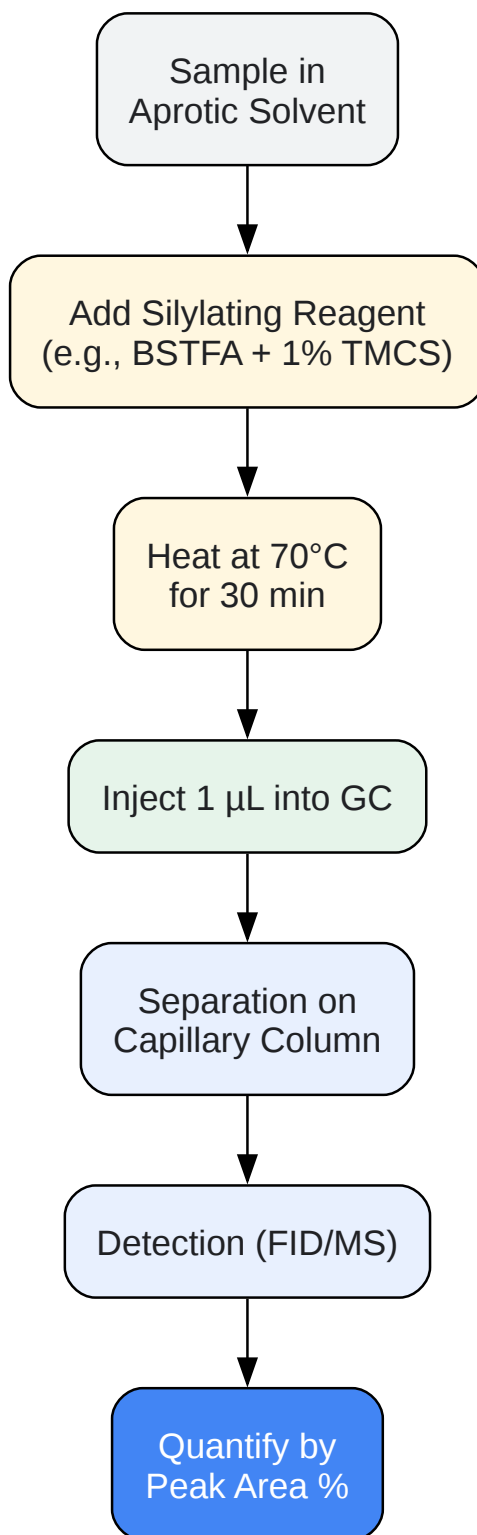 Sample in
Aprotic Solvent
Add Silylating Reagent
(e.g., BSTFA + 1% TMCS)
Heat at 70°C
for 30 min
Inject 1 µL into GC
Separation on
Capillary Column
Detection (FID/MS)
Quantify by
Peak Area %